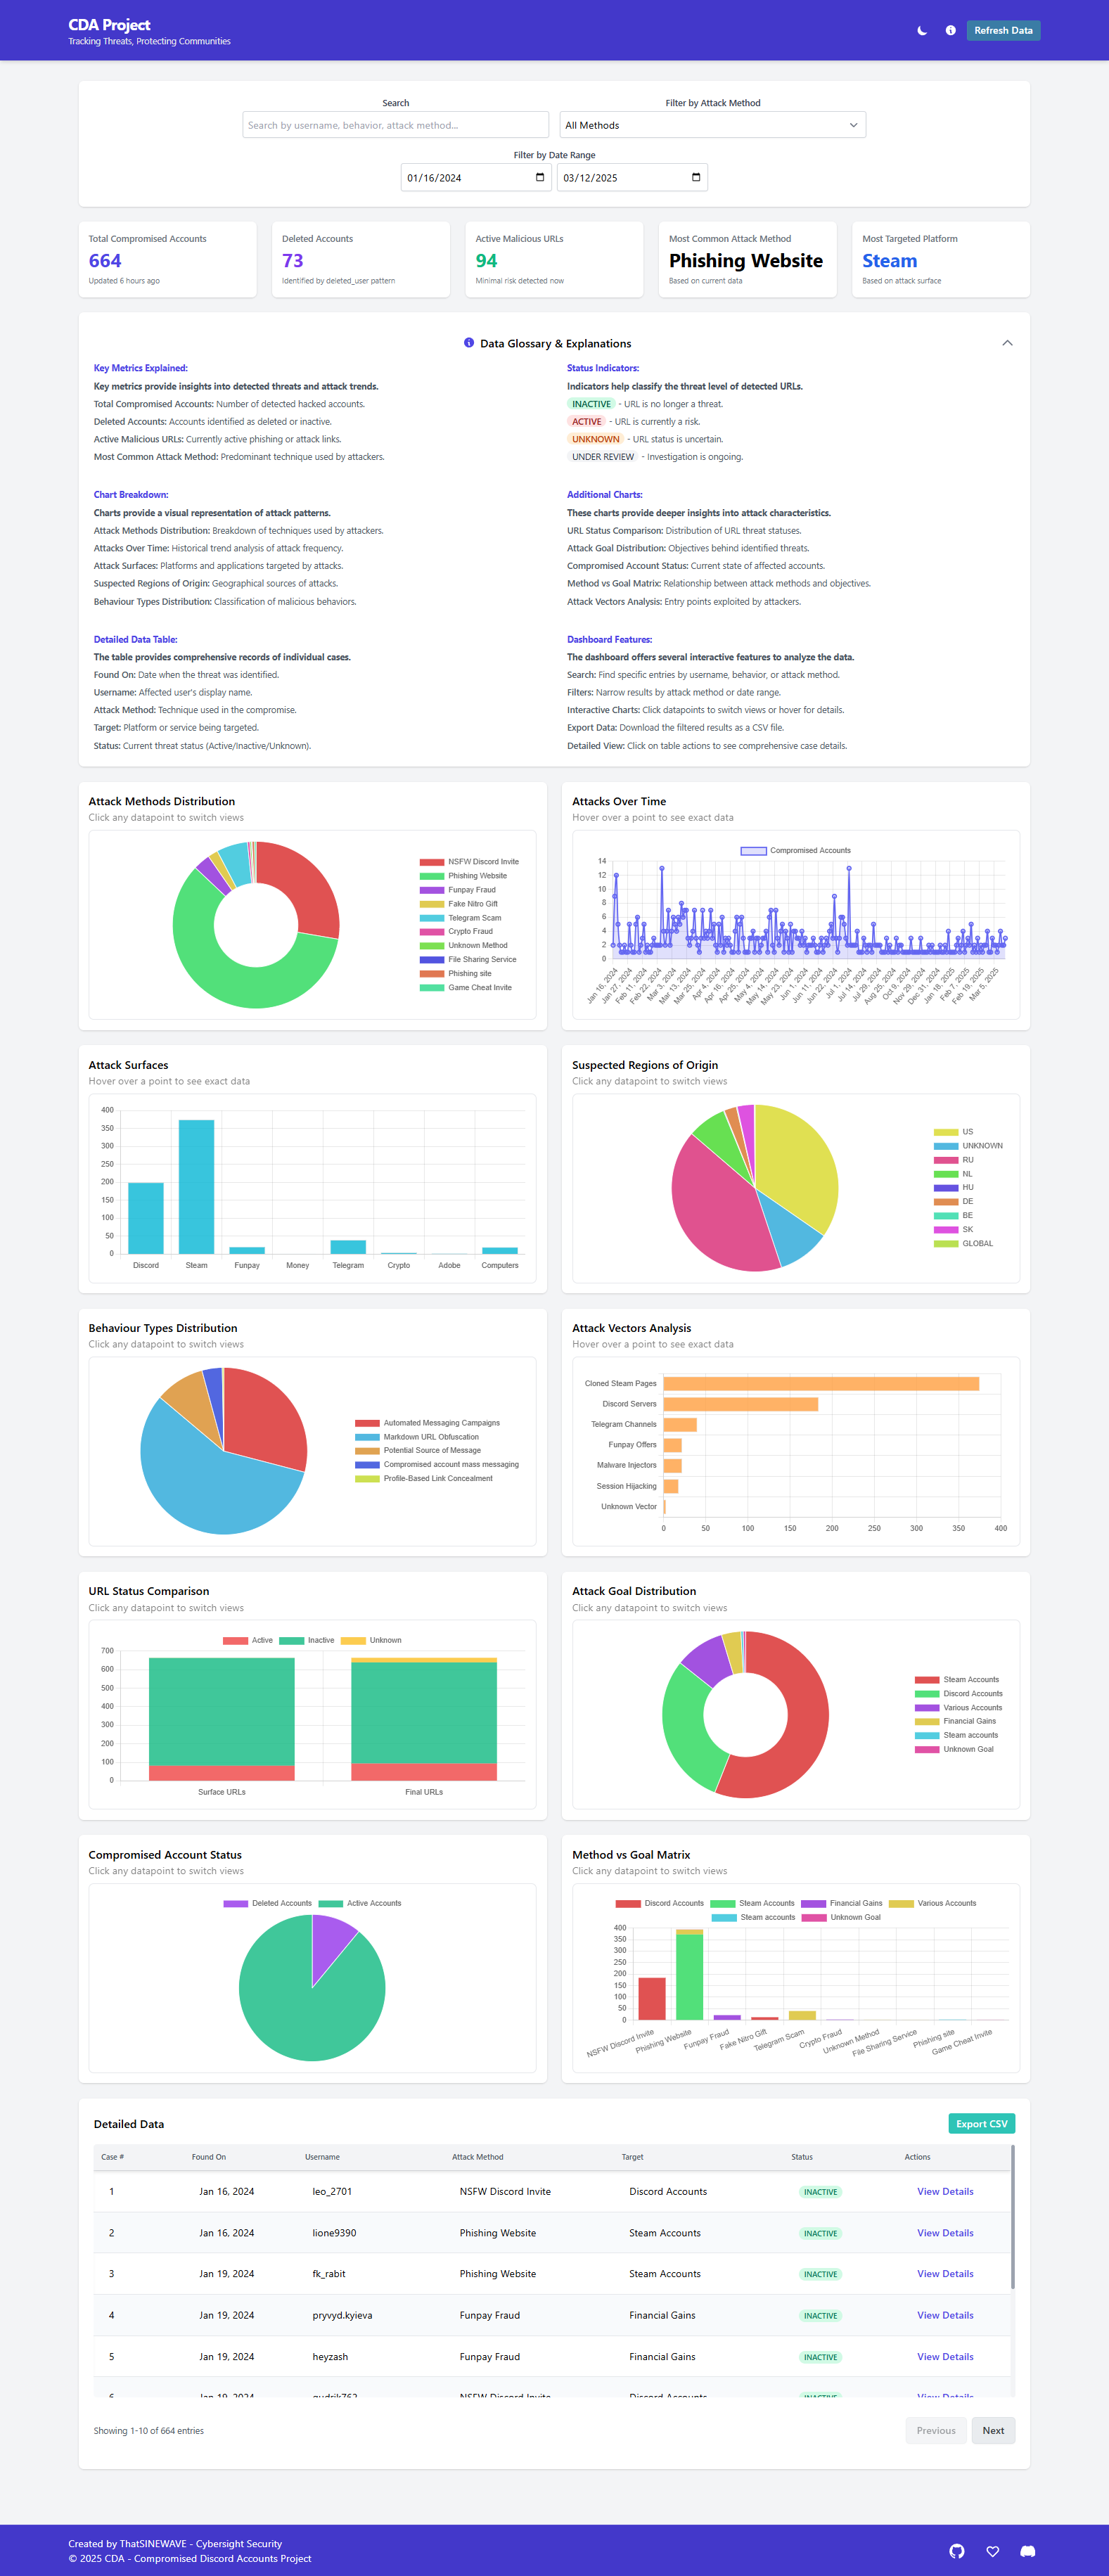 CDA Project
Tracking Threats, Protecting Communities
Refresh Data
Search
Filter by Attack Method
Search by username, behavior, attack method...
All Methods
Filter by Date Range
01/16/2024
03/12/2025
Total Compromised Accounts
664
Updated 6 hours ago
Deleted Accounts
73
Identified by deleted_user pattern
Active Malicious URLs
94
Minimal risk detected now
Most Common Attack Method
Phishing Website
Based on current data
Most Targeted Platform
Steam
Based on attack surface
Data Glossary & Explanations
Key Metrics Explained:
Key metrics provide insights into detected threats and attack trends.
Total Compromised Accounts: Number of detected hacked accounts.
Deleted Accounts: Accounts identified as deleted or inactive.
Active Malicious URLs: Currently active phishing or attack links.
Most Common Attack Method: Predominant technique used by attackers.
Status Indicators:
Indicators help classify the threat level of detected URLs.
INACTIVE - URL is no longer a threat.
ACTIVE - URL is currently a risk.
UNKNOWN - URL status is uncertain.
UNDER REVIEW - Investigation is ongoing.
Chart Breakdown:
Charts provide a visual representation of attack patterns.
Attack Methods Distribution: Breakdown of techniques used by attackers.
Attacks Over Time: Historical trend analysis of attack frequency.
Attack Surfaces: Platforms and applications targeted by attacks.
Suspected Regions of Origin: Geographical sources of attacks.
Behaviour Types Distribution: Classification of malicious behaviors.
Additional Charts:
These charts provide deeper insights into attack characteristics.
URL Status Comparison: Distribution of URL threat statuses.
Attack Goal Distribution: Objectives behind identified threats.
Compromised Account Status: Current state of affected accounts.
Method vs Goal Matrix: Relationship between attack methods and objectives.
Attack Vectors Analysis: Entry points exploited by attackers.
Detailed Data Table:
The table provides comprehensive records of individual cases.
Found On: Date when the threat was identified.
Username: Affected user's display name.
Attack Method: Technique used in the compromise.
Target: Platform or service being targeted.
Status: Current threat status (Active/Inactive/Unknown).
Dashboard Features:
The dashboard offers several interactive features to analyze the data.
Search: Find specific entries by username, behavior, or attack method.
Filters: Narrow results by attack method or date range.
Interactive Charts: Click datapoints to switch views or hover for details.
Export Data: Download the filtered results as a CSV file.
Detailed View: Click on table actions to see comprehensive case details.
Attack Methods Distribution
Click any datapoint to switch views
NSFW Discord Invite
Phishing Website
Funpay Fraud
Fake Nitro Gift
Telegram Scam
Crypto Fraud
Unknown Method
File Sharing Service
Phishing site
Game Cheat Invite
Attacks Over Time
Hover over a point to see exact data
Compromised Accounts
14
12
10
8
6
4
2
0
Jan 16, 2024
Jan 27, 2024
Feb 11, 2024
Feb 22, 2024
Mar 3, 2024
Mar 13, 2024
Mar 25, 2024
Apr 4, 2024
Apr 16, 2024
Apr 25, 2024
May 4, 2024
May 14, 2024
May 23, 2024
Jun 1, 2024
Jun 11, 2024
Jun 22, 2024
Jul 1, 2024
Jul 14, 2024
Jul 29, 2024
Aug 25, 2024
Oct 9, 2024
Nov 29, 2024
Dec 31, 2024
Jan 18, 2025
Feb 7, 2025
Feb 19, 2025
Mar 5, 2025
Attack Surfaces
Hover over a point to see exact data
400
350
300
250
200
150
100
50
0
Discord Steam Funpay Money Telegram Crypto Adobe Computers
Suspected Regions of Origin
Click any datapoint to switch views
US
UNKNOWN
RU
NL
HU
DE
BE
SK
GLOBAL
Behaviour Types Distribution
Click any datapoint to switch views
Automated Messaging Campaigns
Markdown URL Obfuscation
Potential Source of Message
Compromised account mass messaging
Profile-Based Link Concealment
Attack Vectors Analysis
Hover over a point to see exact data
Cloned Steam Pages
Discord Servers
Telegram Channels
Funpay Offers
Malware Injectors
Session Hijacking
Unknown Vector
0 50 100 150 200 250 300 350 400
URL Status Comparison
Click any datapoint to switch views
Active Inactive Unknown
700
600
500
400
300
200
100
0
Surface URLs Final URLs
Attack Goal Distribution
Click any datapoint to switch views
Steam Accounts
Discord Accounts
Various Accounts
Financial Gains
Steam accounts
Unknown Goal
Compromised Account Status
Click any datapoint to switch views
Deleted Accounts Active Accounts
Method vs Goal Matrix
Click any datapoint to switch views
Discord Accounts Steam Accounts Financial Gains Various Accounts
Steam accounts Unknown Goal
400
350
300
250
200
150
100
50
0
NSFW Discord Invite
Phishing Website
Funpay Fraud
Fake Nitro Gift
Telegram Scam
Crypto Fraud
Unknown Method
File Sharing Service
Phishing site
Game Cheat Invite
Detailed Data
Export CSV
Case # Found On Username Attack Method Target Status Actions
1 Jan 16, 2024 leo_2701 NSFW Discord Invite Discord Accounts INACTIVE View Details
2 Jan 16, 2024 lione9390 Phishing Website Steam Accounts INACTIVE View Details
3 Jan 19, 2024 fk_rabit Phishing Website Steam Accounts INACTIVE View Details
4 Jan 19, 2024 pryvyd.kyieva Funpay Fraud Financial Gains INACTIVE View Details
5 Jan 19, 2024 heyzash Funpay Fraud Financial Gains INACTIVE View Details
6 Jan 19, 2024 NSFW Discord Invite Discord Accounts INACTIVE View Details
Showing 1-10 of 664 entries
Previous
Next
Created by ThatSINEWAVE - Cybersight Security
© 2025 CDA - Compromised Discord Accounts Project